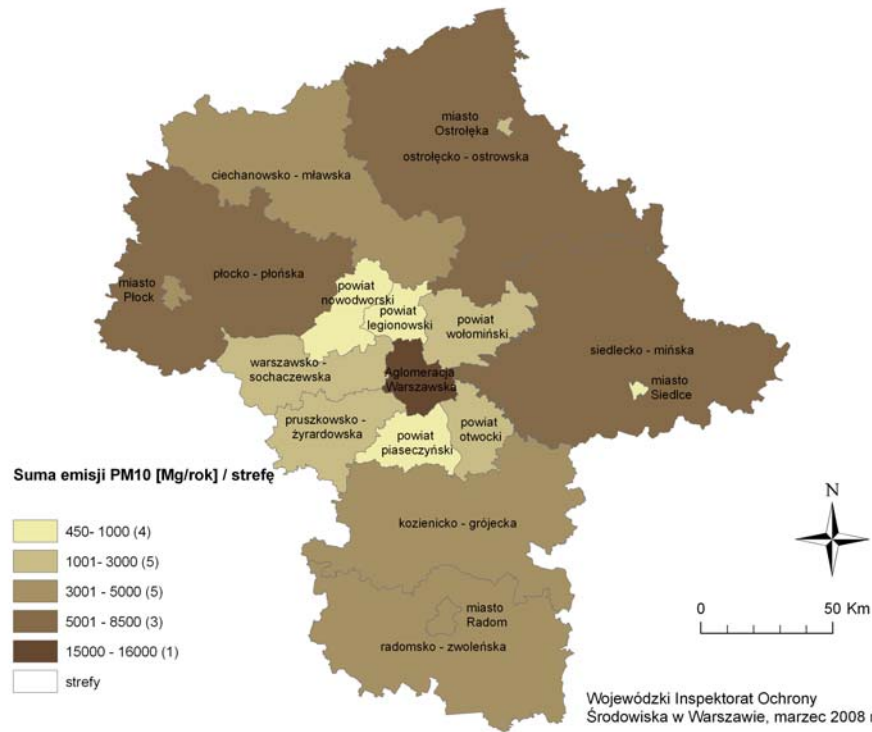 miasto
Ostrołęka
ostrołęcko - ostrowska
ciechanowsko - mławska
płocko - płońska
miasto
Płock
powiat
nowodworski
powiat
legionowski
powiat
wołomiński
siedlecko - mińska
miasto
Siedlce
warszawsko -
sochaczewska
Aglomeracja
Warszawska
pruszkowsko -
żyrardowska
powiat
piaseczyński
powiat
otwocki
kozienicko - grójecka
miasto
Radom
radomsko - zwoleńska
Suma emisji PM10 [Mg/rok] / strefę
450- 1000 (4)
1001- 3000 (5)
3001 - 5000 (5)
5001 - 8500 (3)
15000 - 16000 (1)
strefy
N
0 50 Km
Wojewódzki Inspektorat Ochrony
Środowiska w Warszawie, marzec 2008 r